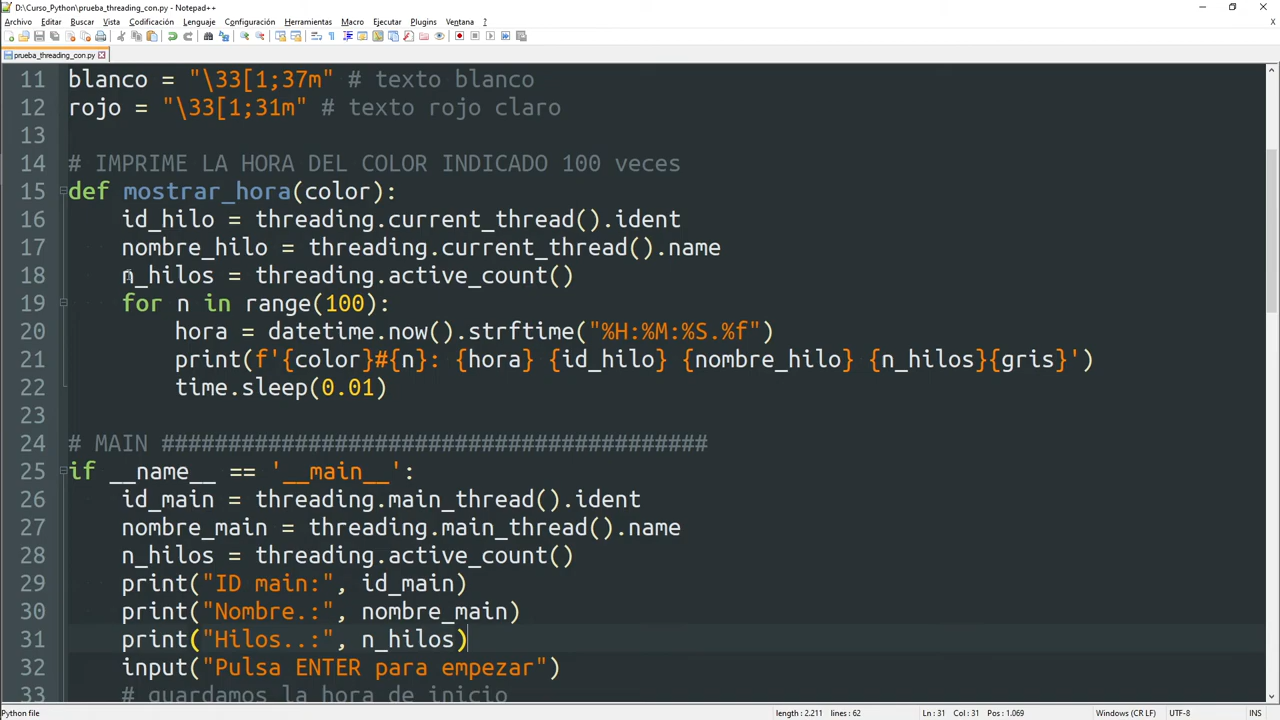 D:\Curso_Python\prueba_threading_con.py - Notepad++
Archivo Editar Buscar Vista Codificación Lenguaje Configuración Herramientas Macro Ejecutar Plugins Ventana ?
prueba_threading_con.py
11 blanco = "\33[1;37m" # texto blanco
12 rojo = "\33[1;31m" # texto rojo claro
13
14 # IMPRIME LA HORA DEL COLOR INDICADO 100 veces
15 def mostrar_hora(color):
16 id_hilo = threading.current_thread().ident
17 nombre_hilo = threading.current_thread().name
18 n_hilos = threading.active_count()
19 for n in range(100):
20 hora = datetime.now().strftime("%H:%M:%S.%f")
21 print(f'{color}#{n}: {hora} {id_hilo} {nombre_hilo} {n_hilos}{gris}')
22 time.sleep(0.01)
23
24 # MAIN #########################################
25 if __name__ == '__main__':
26 id_main = threading.main_thread().ident
27 nombre_main = threading.main_thread().name
28 n_hilos = threading.active_count()
29 print("ID main:", id_main)
30 print("Nombre.:", nombre_main)
31 print("Hilos..:", n_hilos)
32 input("Pulsa ENTER para empezar")
33 # guardamos la hora de inicio
Python file length : 2.211 lines : 62 Ln : 31 Col : 31 Pos : 1.069 Windows (CR LF) UTF-8 INS